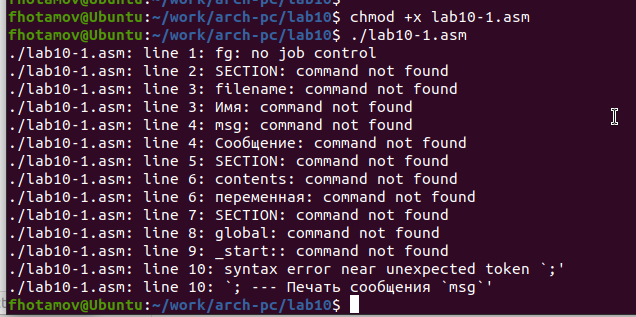 fhotamov@Ubuntu:~/work/arch-pc/lab10$ chmod +x lab10-1.asm
fhotamov@Ubuntu:~/work/arch-pc/lab10$ ./lab10-1.asm
./lab10-1.asm: line 1: fg: no job control
./lab10-1.asm: line 2: SECTION: command not found
./lab10-1.asm: line 3: filename: command not found
./lab10-1.asm: line 3: Имя: command not found
./lab10-1.asm: line 4: msg: command not found
./lab10-1.asm: line 4: Сообщение: command not found
./lab10-1.asm: line 5: SECTION: command not found
./lab10-1.asm: line 6: contents: command not found
./lab10-1.asm: line 6: переменная: command not found
./lab10-1.asm: line 7: SECTION: command not found
./lab10-1.asm: line 8: global: command not found
./lab10-1.asm: line 9: _start:: command not found
./lab10-1.asm: line 10: syntax error near unexpected token `;'
./lab10-1.asm: line 10: `; --- Печать сообщения `msg`'
fhotamov@Ubuntu:~/work/arch-pc/lab10$